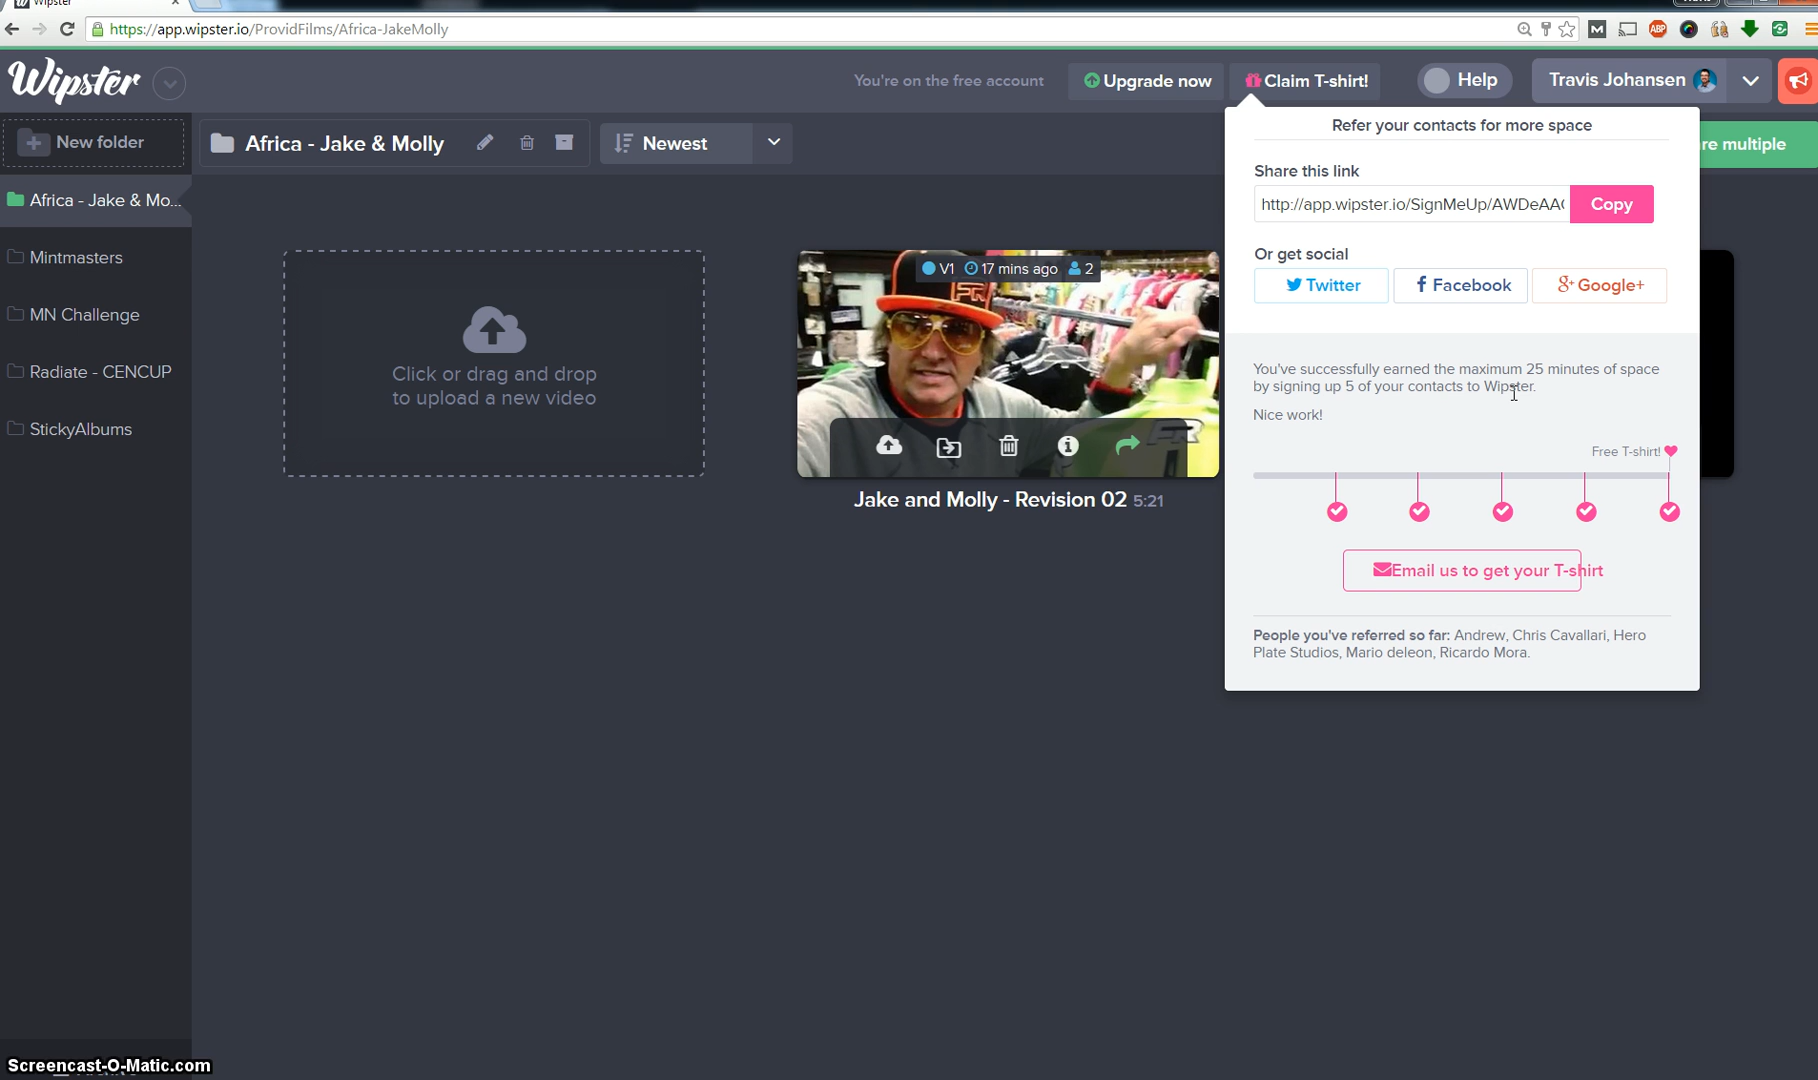 Wipster
https://app.wipster.io/ProvidFilms/Africa-JakeMolly
Wipster
You're on the free account
Upgrade now
Claim T-shirt!
Help
Travis Johansen
New folder
Africa - Jake & Molly
Newest
re multiple
Africa - Jake & Mo...
Mintmasters
MN Challenge
Radiate - CENCUP
StickyAlbums
Click or drag and drop
to upload a new video
V1 17 mins ago 2
Jake and Molly - Revision 02 5:21
Refer your contacts for more space
Share this link
http://app.wipster.io/SignMeUp/AWDeAA
Copy
Or get social
Twitter
Facebook
Google+
You've successfully earned the maximum 25 minutes of space
by signing up 5 of your contacts to Wipster.
Nice work!
Free T-shirt!
Email us to get your T-shirt
People you've referred so far: Andrew, Chris Cavallari, Hero
Plate Studios, Mario deleon, Ricardo Mora.
Screencast-O-Matic.com